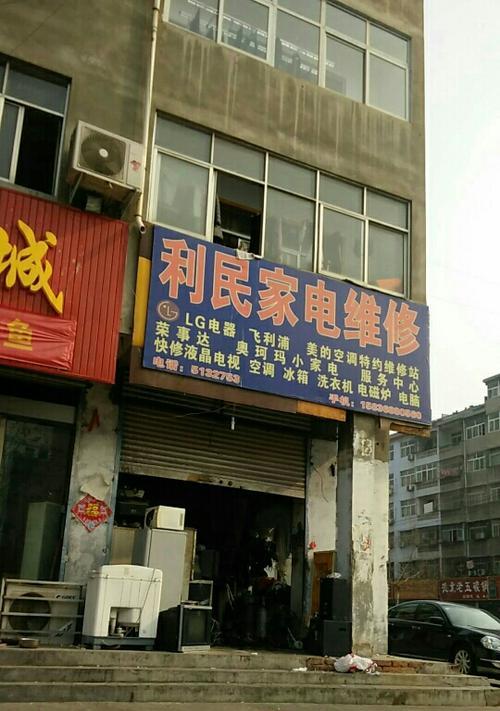 城
鱼
利民家电维修
LG电器 飞利浦 美的空调特约维修站
荣事达 奥珂玛小家电 服务中心
快修液晶电视 空调 冰箱 洗衣机 电磁炉 电脑
电话：5132753
手机：
福